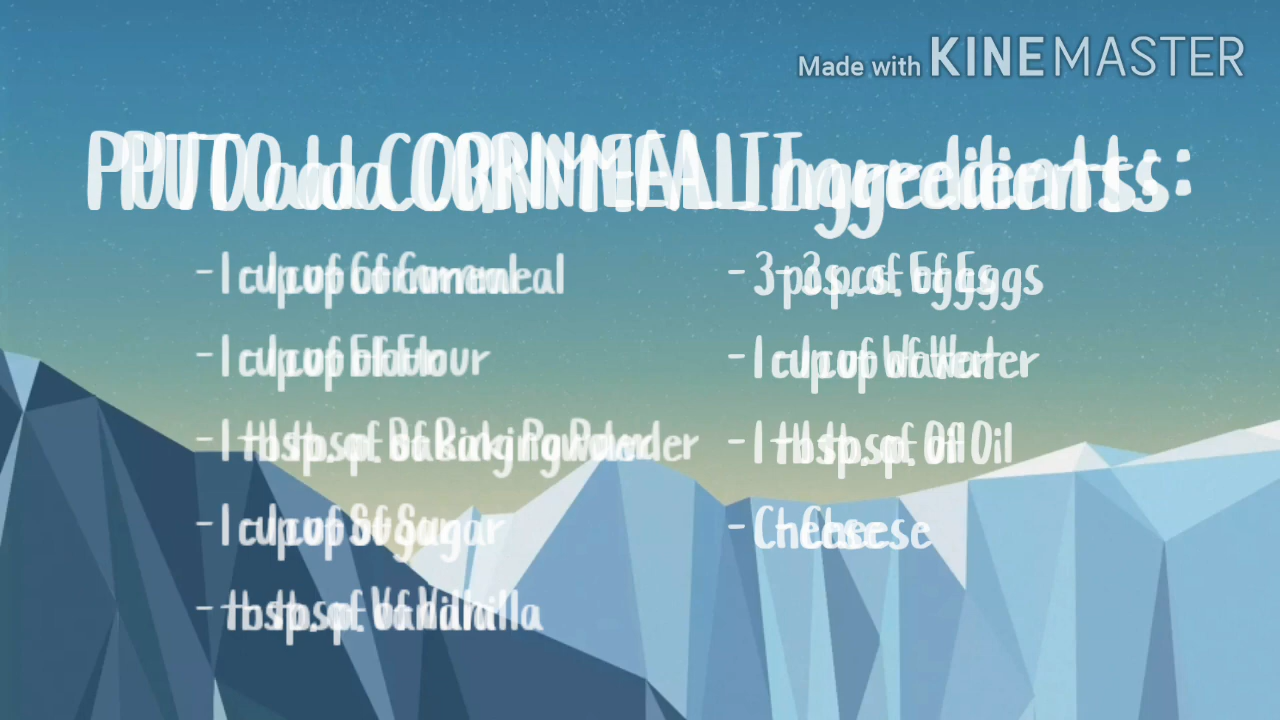 Made with KINEMASTER
PUTO ala CORNMEAL Ingredients:
- 1 cup of Cornmeal
- 1 cup of Flour
- 1 tbsp. of Baking Powder
- 1 cup of Sugar
- tbsp. of Vanilla
- 3 pcs. of Eggs
- 1 cup of Water
- 1 tbsp. of Oil
- Cheese